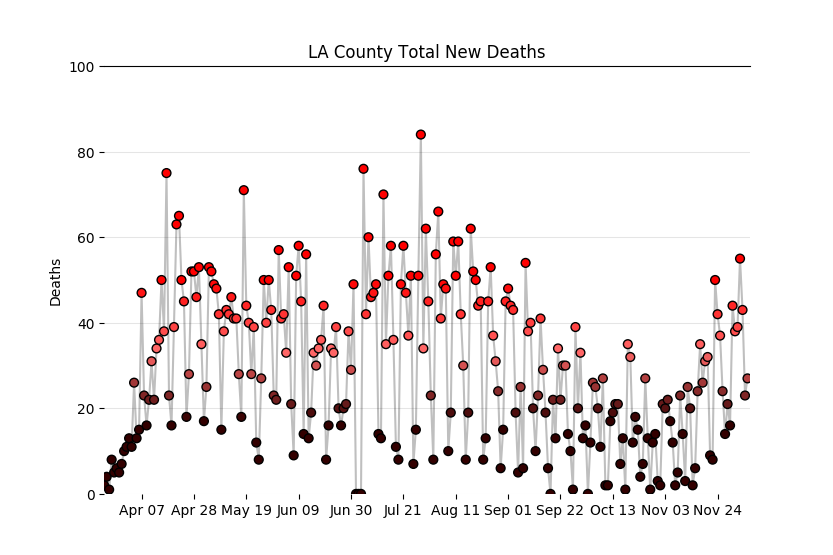 LA County Total New Deaths
100
80
60
40
20
0
Deaths
Apr 07 Apr 28 May 19 Jun 09 Jun 30 Jul 21 Aug 11 Sep 01 Sep 22 Oct 13 Nov 03 Nov 24